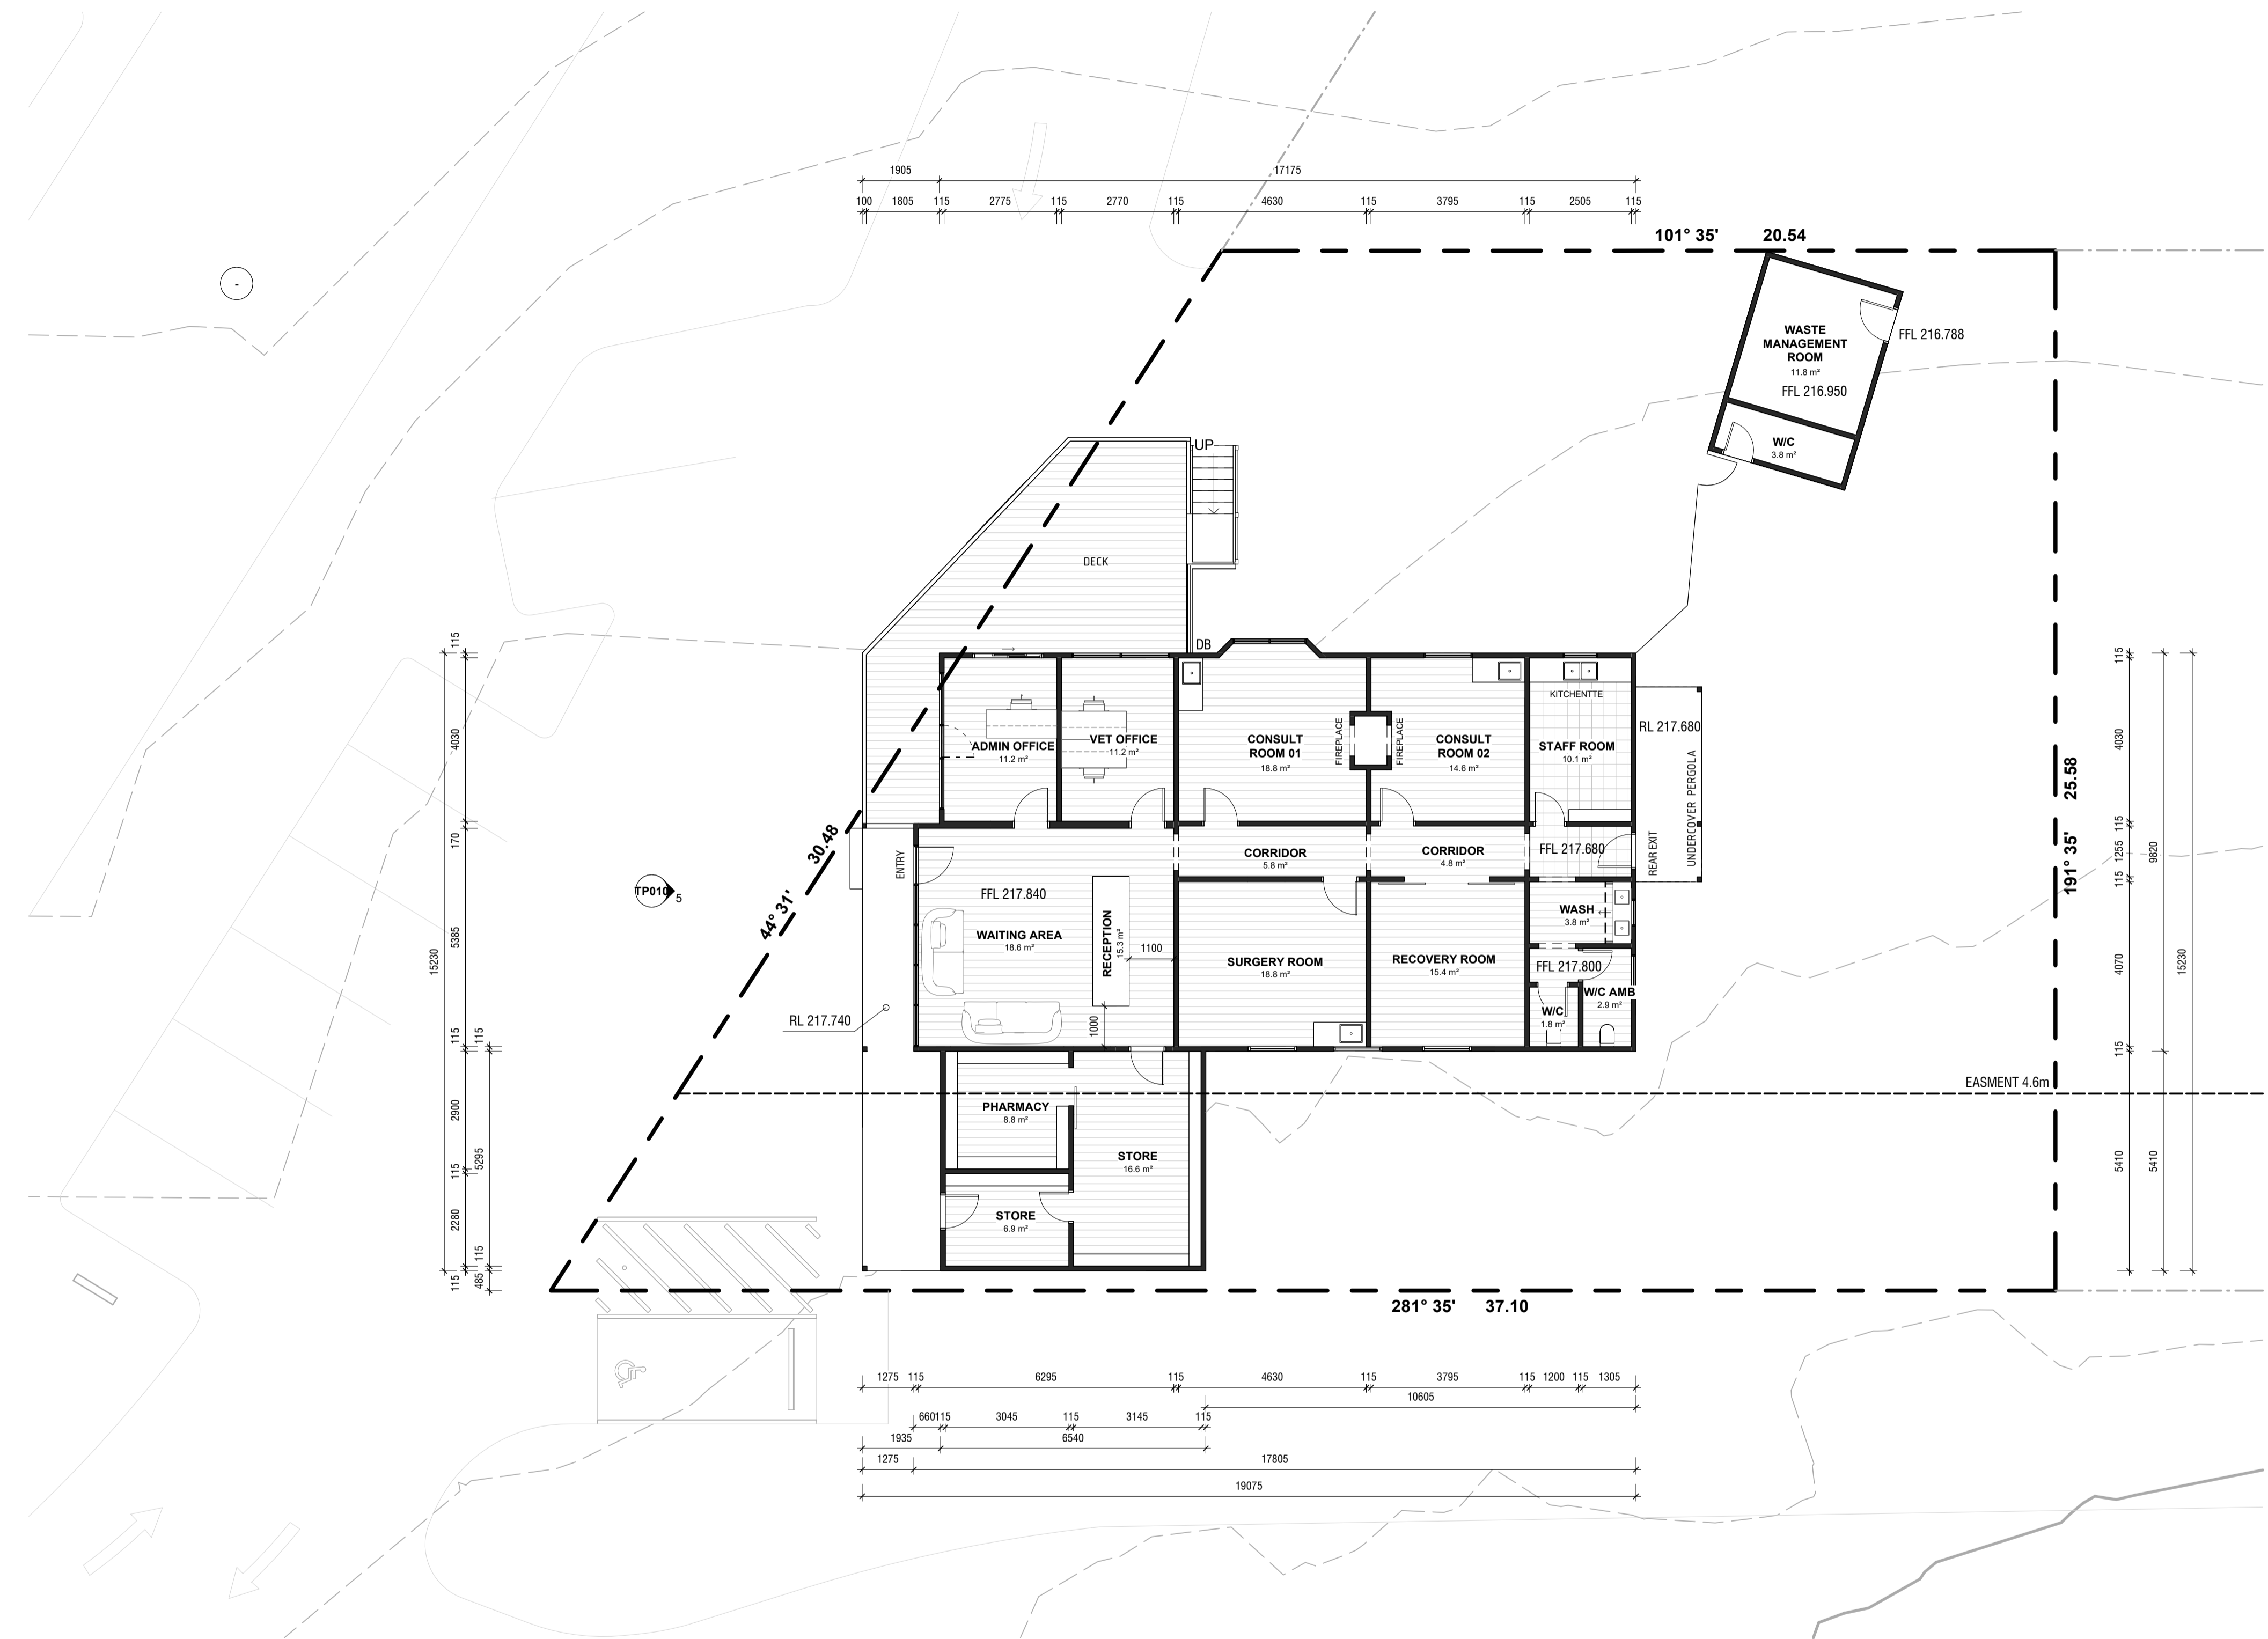 1905 17175
100 1805 115 2775 115 2770 115 4630 115 3795 115 2505 115
101° 35' 20.54
-
WASTE
MANAGEMENT
ROOM
11.8 m²
FFL 216.788
FFL 216.950
W/C
3.8 m²
UP
DECK
DB
KITCHENTTE
RL 217.680
ADMIN OFFICE
11.2 m²
VET OFFICE
11.2 m²
CONSULT
ROOM 01
18.8 m²
FIREPLACE
FIREPLACE
CONSULT
ROOM 02
14.6 m²
STAFF ROOM
10.1 m²
UNDERCOVER PERGOLA
REAR EXIT
30.48
44° 31'
ENTRY
CORRIDOR
5.8 m²
CORRIDOR
4.8 m²
FFL 217.680
TP010
5
FFL 217.840
WAITING AREA
18.6 m²
RECEPTION
15.3 m²
1100
1000
SURGERY ROOM
18.8 m²
RECOVERY ROOM
15.4 m²
WASH
3.8 m²
FFL 217.800
W/C AMB
2.9 m²
W/C
1.8 m²
RL 217.740
EASMENT 4.6m
PHARMACY
8.8 m²
STORE
16.6 m²
STORE
6.9 m²
25.58
191° 35'
281° 35' 37.10
15230
115
4030
170
5385
115
2900
115
2280
115
115
5295
115
485
115
4030
115
1255
115
4070
115
5410
9820
5410
15230
1275 115 6295 115 4630 115 3795 115 1200 115 1305
10605
660 115 3045 115 3145 115
1935 6540
1275 17805
19075